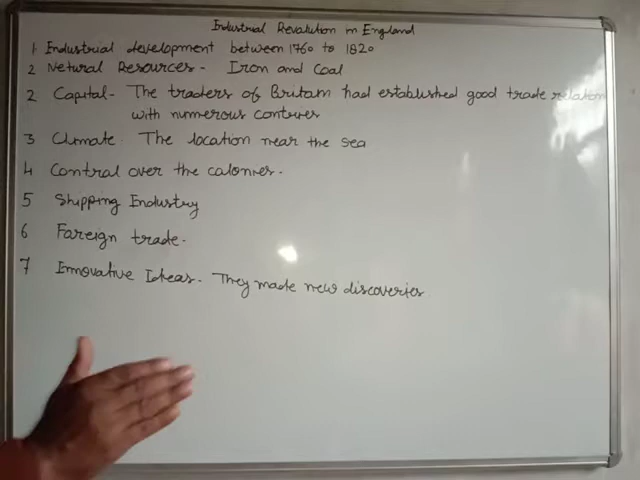 Industrial Revalution in England
1 Industrial development between 1760 to 1820
2 Netural Resources - Iron and Coal
2 Capital - The traders of Britain had established good trade relation
with numerous contries
3 Climate: The location near the sea
4 Contral over the calonies.
5 Shipping Industry
6 Fareign trade.
7 Innovative Ideas - They made new discoveries